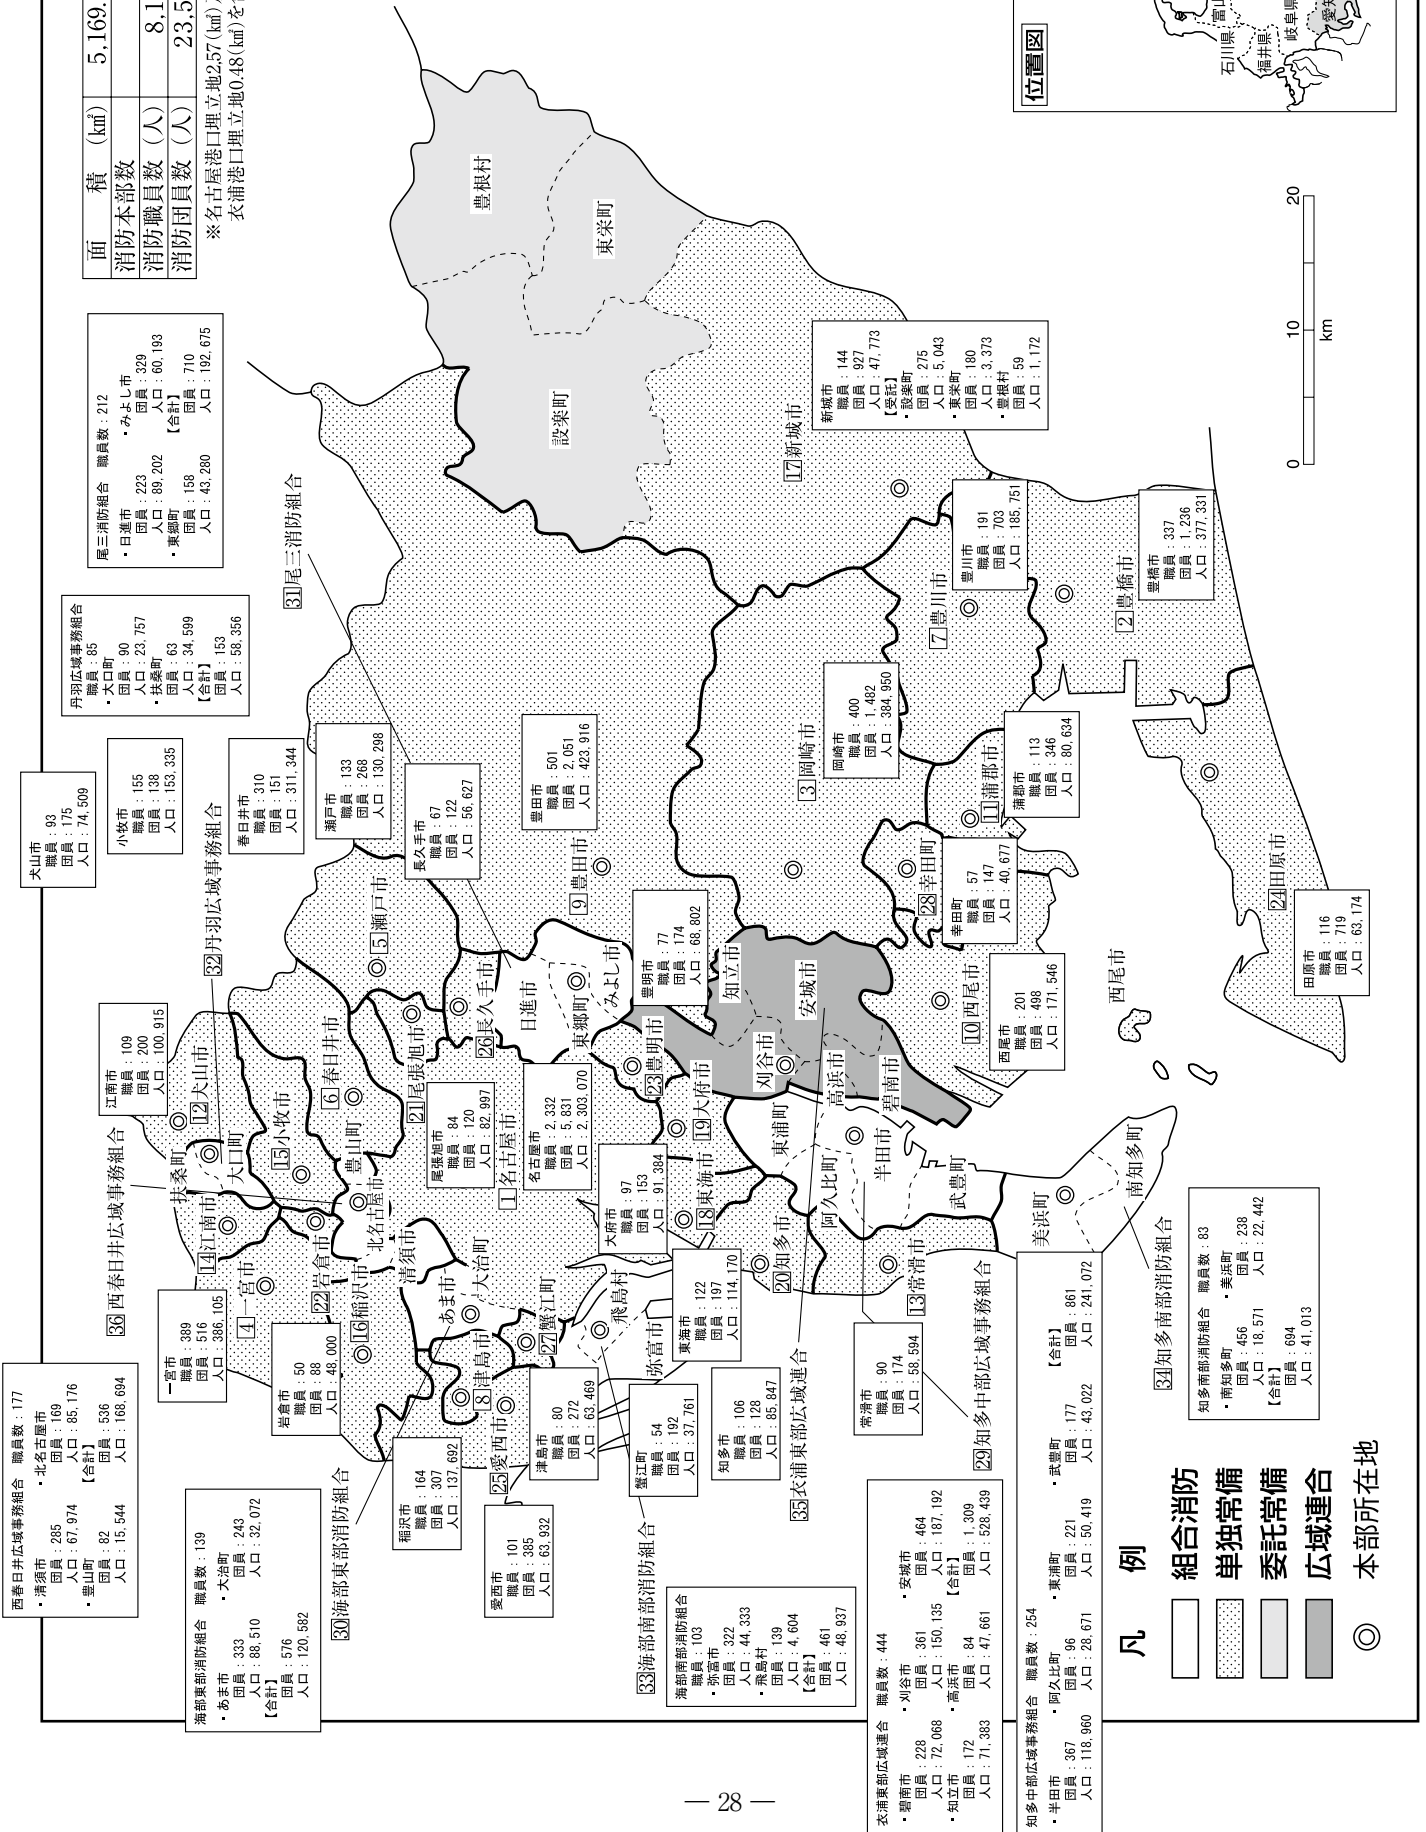 面　積　(㎢)　5,169.
消防本部数
消防職員数（人）　8,1
消防団員数（人）　23,5
※名古屋港口埋立地2.57(㎢)
衣浦港口埋立地0.48(㎢)を
位置図
石川県
富山
福井県
岐阜県
愛知
西春日井広域事務組合　職員数：177
・清須市
団員：285
人口：67,974
・豊山町
団員：82
人口：15,544
・北名古屋市
団員：169
人口：85,176
【合計】
団員：536
人口：168,694
犬山市
職員：93
団員：175
人口：74,509
丹羽広域事務組合
職員：85
・大口町
団員：90
人口：23,757
・扶桑町
団員：63
人口：34,599
【合計】
団員：153
人口：58,356
尾三消防組合　職員数：212
・日進市
団員：223
人口：89,202
・東郷町
団員：158
人口：43,280
・みよし市
団員：329
人口：60,193
【合計】
団員：710
人口：192,675
小牧市
職員：155
団員：138
人口：153,335
江南市
職員：109
団員：200
人口：100,915
春日井市
職員：310
団員：151
人口：311,344
瀬戸市
職員：133
団員：268
人口：130,298
長久手市
職員：67
団員：122
人口：56,627
一宮市
職員：389
団員：516
人口：386,105
岩倉市
職員：50
団員：88
人口：48,000
海部東部消防組合　職員数：139
・あま市
団員：333
人口：88,510
【合計】
団員：576
人口：120,582
・大治町
団員：243
人口：32,072
稲沢市
職員：164
団員：307
人口：137,692
愛西市
職員：101
団員：385
人口：63,932
津島市
職員：80
団員：272
人口：63,469
蟹江町
職員：54
団員：192
人口：37,761
尾張旭市
職員：84
団員：120
人口：82,997
名古屋市
職員：2,332
団員：5,831
人口：2,303,070
豊田市
職員：501
団員：2,051
人口：423,916
豊明市
職員：77
団員：174
人口：68,802
大府市
職員：97
団員：153
人口：91,384
東海市
職員：122
団員：197
人口：114,170
知多市
職員：106
団員：128
人口：85,847
海部南部消防組合
職員：103
・弥富市
団員：322
人口：44,333
・飛島村
団員：139
人口：4,604
【合計】
団員：461
人口：48,937
新城市
職員：144
団員：927
人口：47,773
【受託】
・設楽町
団員：275
人口：5,043
・東栄町
団員：180
人口：3,373
・豊根村
団員：59
人口：1,172
岡崎市
職員：400
団員：1,482
人口：384,950
豊川市
職員：191
団員：703
人口：185,751
豊橋市
職員：337
団員：1,236
人口：377,331
蒲郡市
職員：113
団員：346
人口：80,634
幸田町
職員：57
団員：147
人口：40,677
西尾市
職員：201
団員：498
人口：171,546
田原市
職員：116
団員：719
人口：63,174
常滑市
職員：90
団員：174
人口：58,594
衣浦東部広域連合　職員数：444
・碧南市
団員：228
人口：72,068
・知立市
団員：172
人口：71,383
・刈谷市
団員：361
人口：150,135
・高浜市
団員：84
人口：47,661
・安城市
団員：464
人口：187,192
【合計】
団員：1,309
人口：528,439
知多中部広域事務組合　職員数：254
・半田市
団員：367
人口：118,960
・阿久比町
団員：96
人口：28,671
・東浦町
団員：221
人口：50,419
・武豊町
団員：177
人口：43,022
【合計】
団員：861
人口：241,072
知多南部消防組合　職員数：83
・南知多町
団員：456
人口：18,571
【合計】
団員：694
人口：41,013
・美浜町
団員：238
人口：22,442
36西春日井広域事務組合
32丹羽広域事務組合
31尾三消防組合
30海部東部消防組合
33海部南部消防組合
35衣浦東部広域連合
29知多中部広域事務組合
34知多南部消防組合
豊根村
東栄町
設楽町
17新城市
12犬山市
扶桑町
大口町
14江南市
15小牧市
6春日井市
5瀬戸市
豊山町
北名古屋市
4一宮市
22岩倉市
16稲沢市
清須市
21尾張旭市
26長久手市
日進市
東郷町
みよし市
9豊田市
1名古屋市
あま市
大治町
8津島市
25愛西市
27蟹江町
飛島村
弥富市
23豊明市
19大府市
18東海市
20知多市
13常滑市
東浦町
阿久比町
半田市
武豊町
美浜町
南知多町
知立市
刈谷市
安城市
高浜市
碧南市
10西尾市
西尾市
3岡崎市
28幸田町
11蒲郡市
7豊川市
2豊橋市
24田原市
0　10　20
km
凡　例
組合消防
単独常備
委託常備
広域連合
本部所在地
― 28 ―